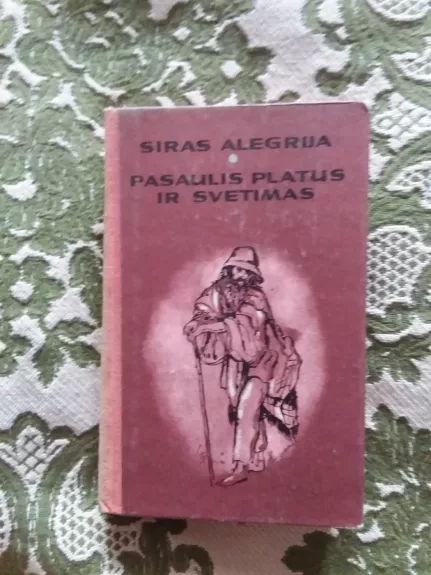 SIRAS ALEGRIJA
PASAULIS PLATUS
IR SVETIMAS